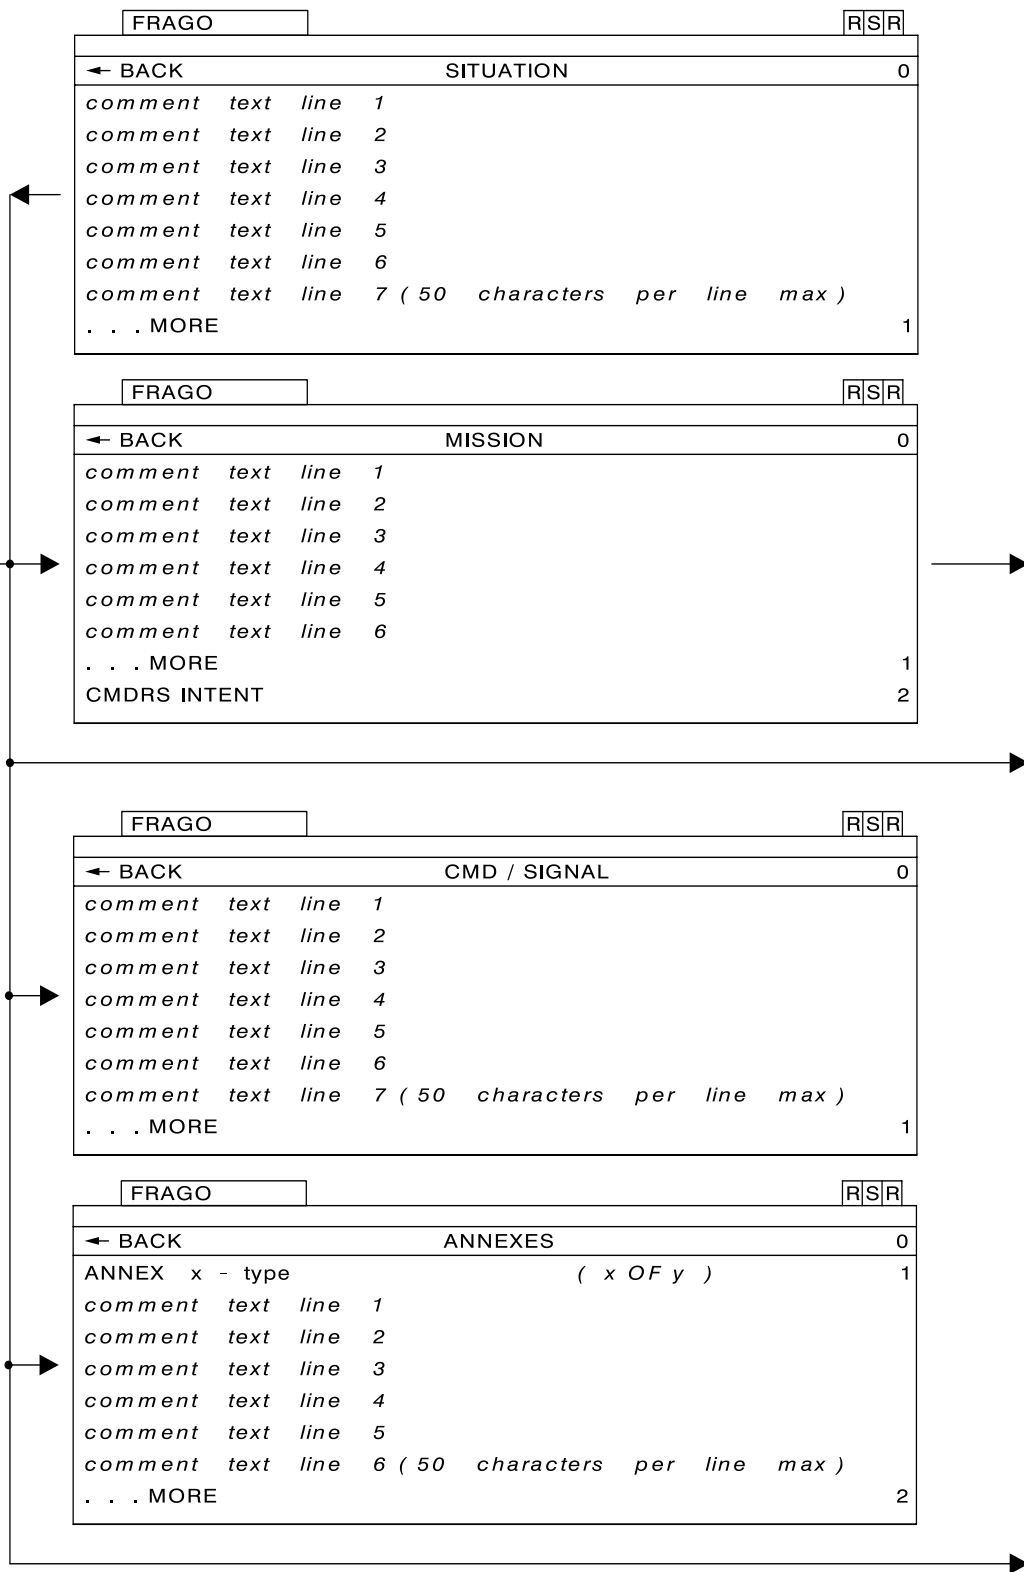 FRAGO R S R
← BACK SITUATION 0
comment text line 1
comment text line 2
comment text line 3
comment text line 4
comment text line 5
comment text line 6
comment text line 7 ( 50 characters per line max )
. . . MORE 1
FRAGO R S R
← BACK MISSION 0
comment text line 1
comment text line 2
comment text line 3
comment text line 4
comment text line 5
comment text line 6
. . . MORE 1
CMDRS INTENT 2
FRAGO R S R
← BACK CMD / SIGNAL 0
comment text line 1
comment text line 2
comment text line 3
comment text line 4
comment text line 5
comment text line 6
comment text line 7 ( 50 characters per line max )
. . . MORE 1
FRAGO R S R
← BACK ANNEXES 0
ANNEX x - type ( x OF y ) 1
comment text line 1
comment text line 2
comment text line 3
comment text line 4
comment text line 5
comment text line 6 ( 50 characters per line max )
. . . MORE 2